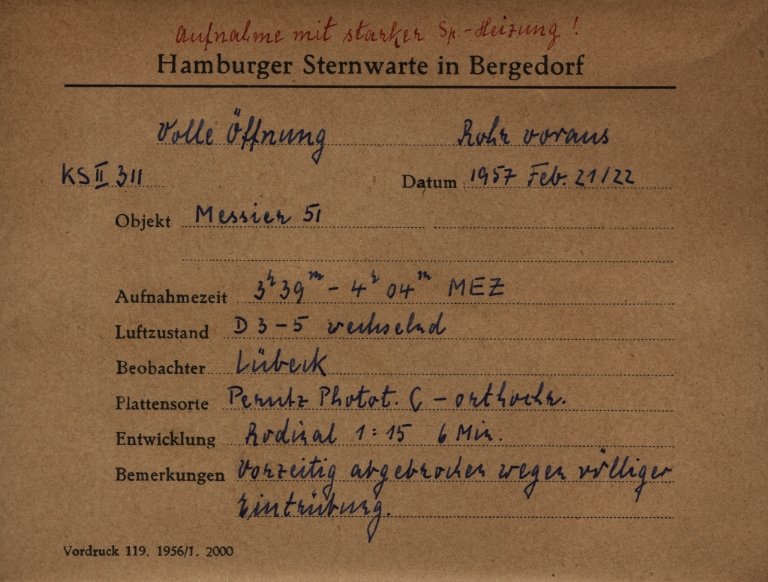 Aufnahme mit starker Sp.-Heizung!
Hamburger Sternwarte in Bergedorf
Volle Öffnung Rohr voraus
KS II 311 Datum 1957 Feb. 21/22
Objekt Messier 51
Aufnahmezeit 3h 39m - 4h 04m MEZ
Luftzustand D 3-5 wechselnd
Beobachter Lübeck
Plattensorte Perutz Photot. - orthochr.
Entwicklung Rodinal 1:15 6 Min.
Bemerkungen Vorzeitig abgebrochen wegen völliger
Eintrübung.
Vordruck 119. 1956/1. 2000